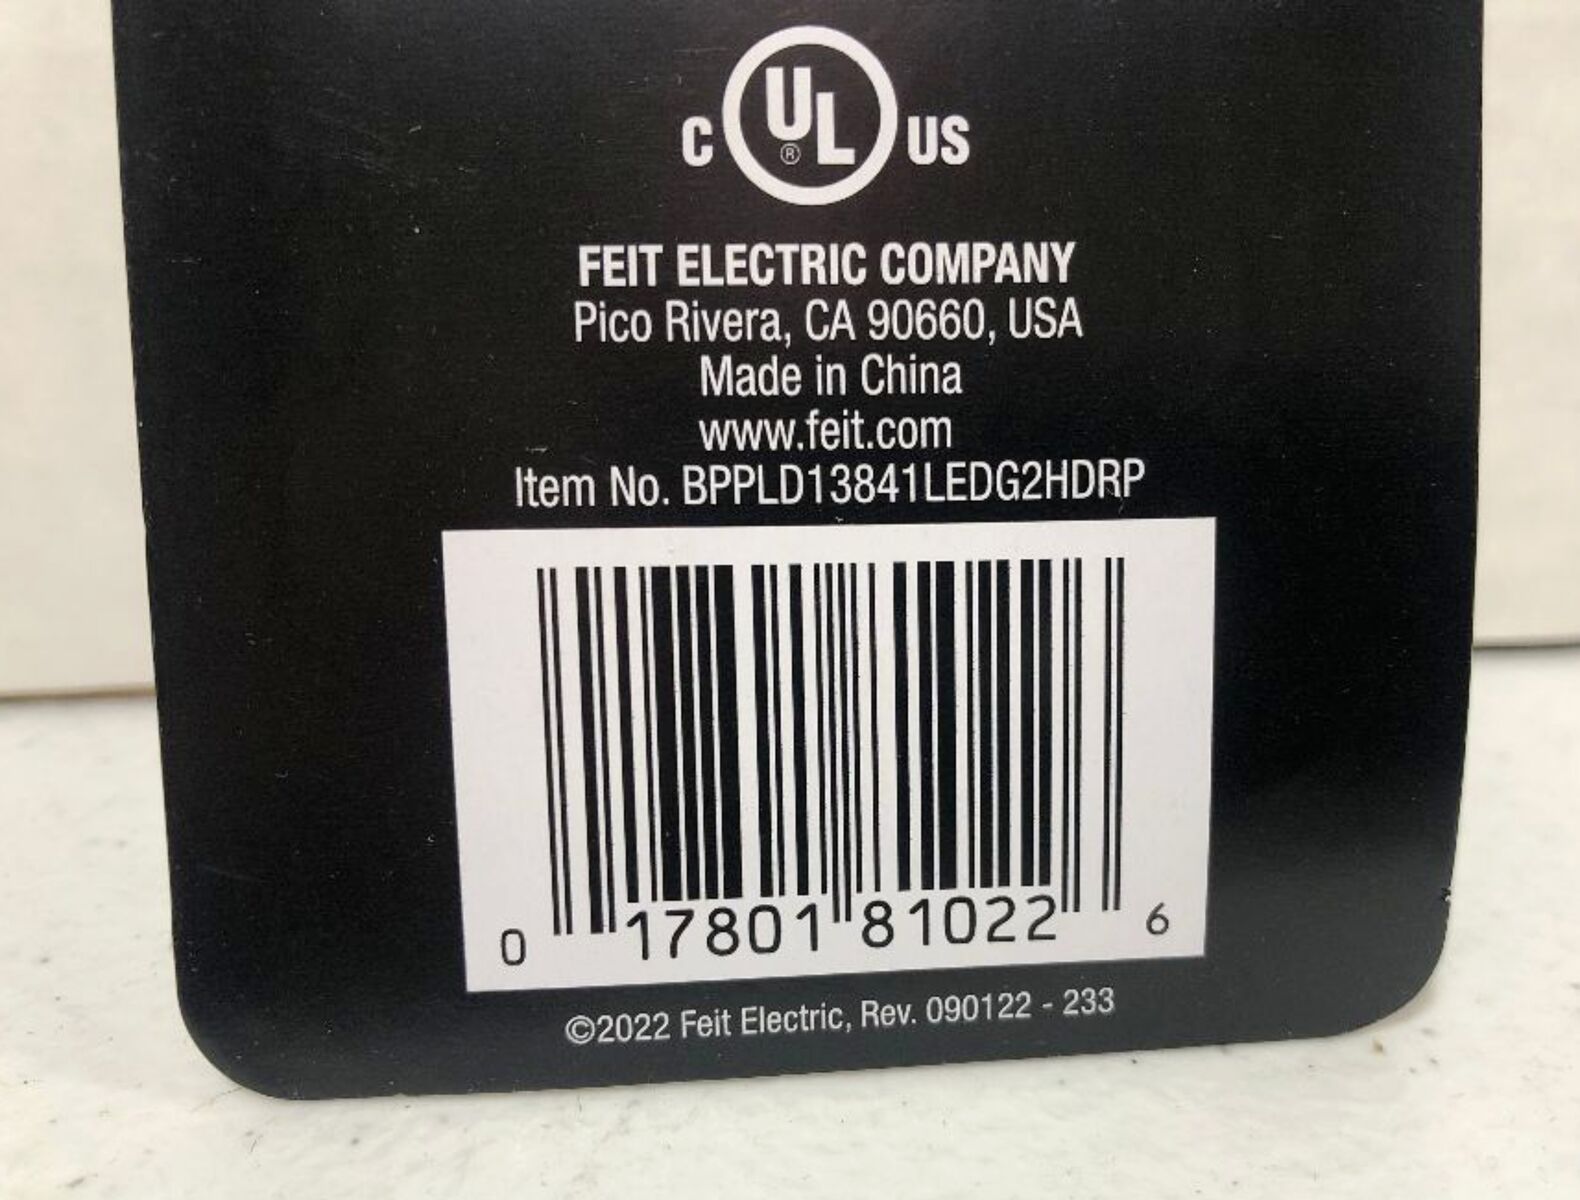 C UL® US
FEIT ELECTRIC COMPANY
Pico Rivera, CA 90660, USA
Made in China
www.feit.com
Item No. BPPLD13841LEDG2HDRP
0 17801 81022 6
©2022 Feit Electric, Rev. 090122 - 233